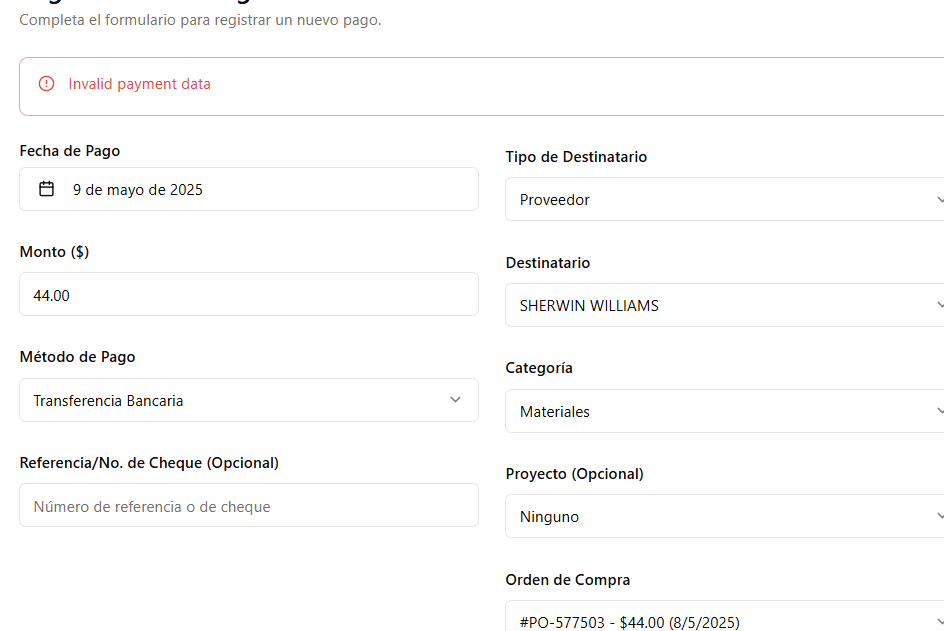 Completa el formulario para registrar un nuevo pago.
Invalid payment data
Fecha de Pago
9 de mayo de 2025
Monto ($)
44.00
Método de Pago
Transferencia Bancaria
Referencia/No. de Cheque (Opcional)
Número de referencia o de cheque
Tipo de Destinatario
Proveedor
Destinatario
SHERWIN WILLIAMS
Categoría
Materiales
Proyecto (Opcional)
Ninguno
Orden de Compra
#PO-577503 - $44.00 (8/5/2025)